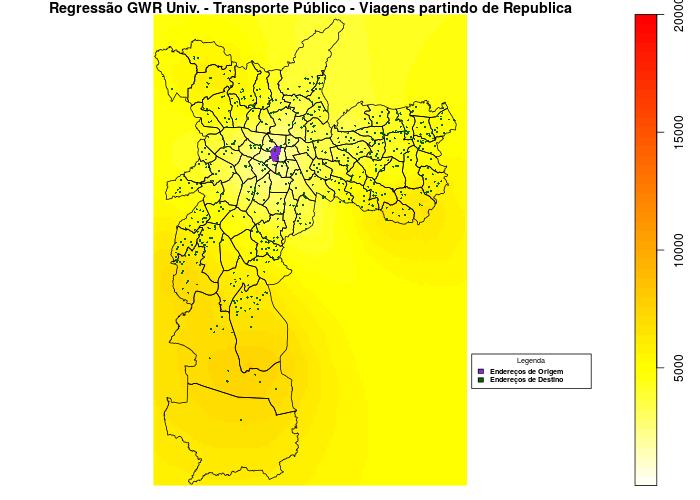 Regressão GWR Univ. - Transporte Público - Viagens partindo de Republica
20000
15000
10000
5000
Legenda
Endereços de Origem
Endereços de Destino